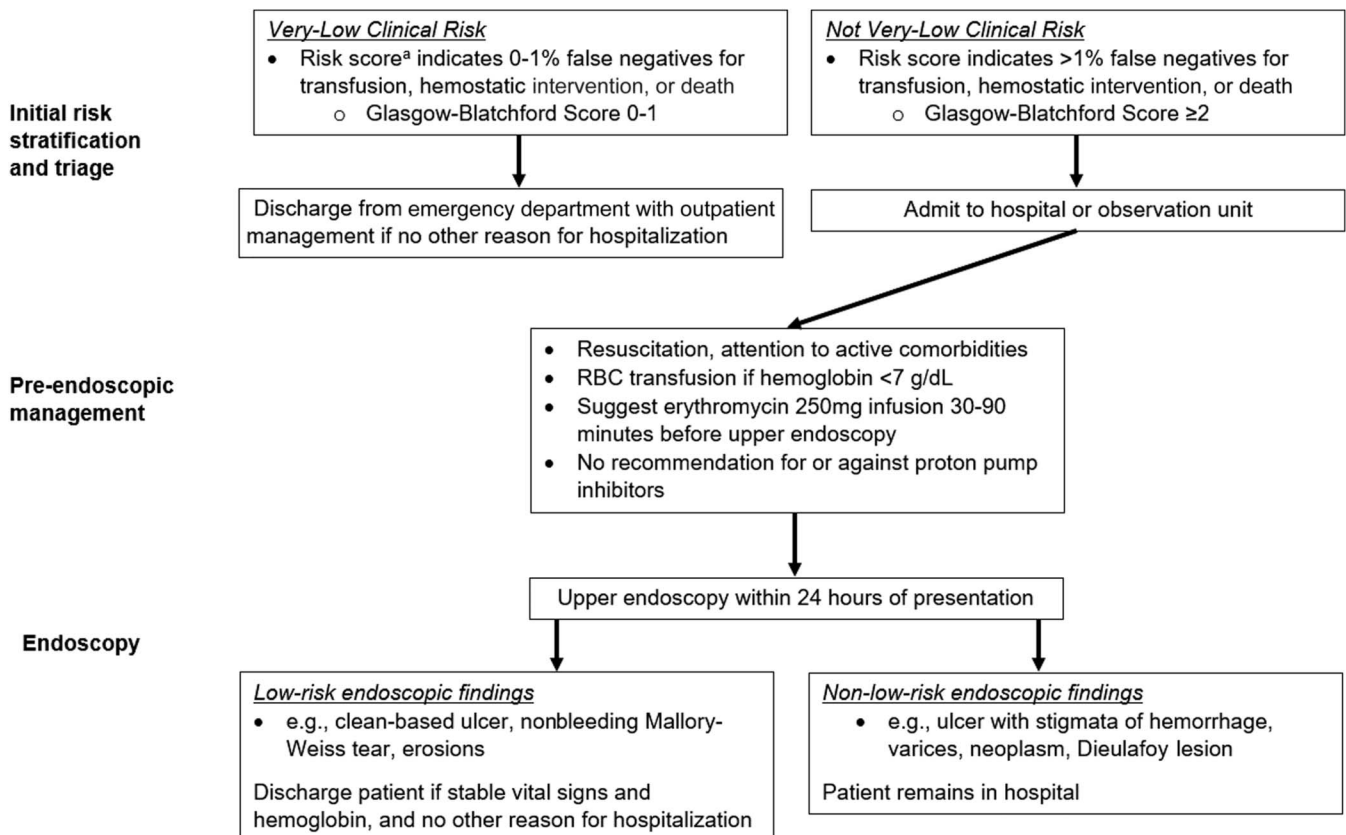 Very-Low Clinical Risk
• Risk scoreᵃ indicates 0-1% false negatives for
transfusion, hemostatic intervention, or death
o Glasgow-Blatchford Score 0-1
Not Very-Low Clinical Risk
• Risk score indicates >1% false negatives for
transfusion, hemostatic intervention, or death
o Glasgow-Blatchford Score ≥2
Initial risk
stratification
and triage
Discharge from emergency department with outpatient
management if no other reason for hospitalization
Admit to hospital or observation unit
Pre-endoscopic
management
• Resuscitation, attention to active comorbidities
• RBC transfusion if hemoglobin <7 g/dL
• Suggest erythromycin 250mg infusion 30-90
minutes before upper endoscopy
• No recommendation for or against proton pump
inhibitors
Upper endoscopy within 24 hours of presentation
Endoscopy
Low-risk endoscopic findings
• e.g., clean-based ulcer, nonbleeding Mallory-
Weiss tear, erosions
Discharge patient if stable vital signs and
hemoglobin, and no other reason for hospitalization
Non-low-risk endoscopic findings
• e.g., ulcer with stigmata of hemorrhage,
varices, neoplasm, Dieulafoy lesion
Patient remains in hospital